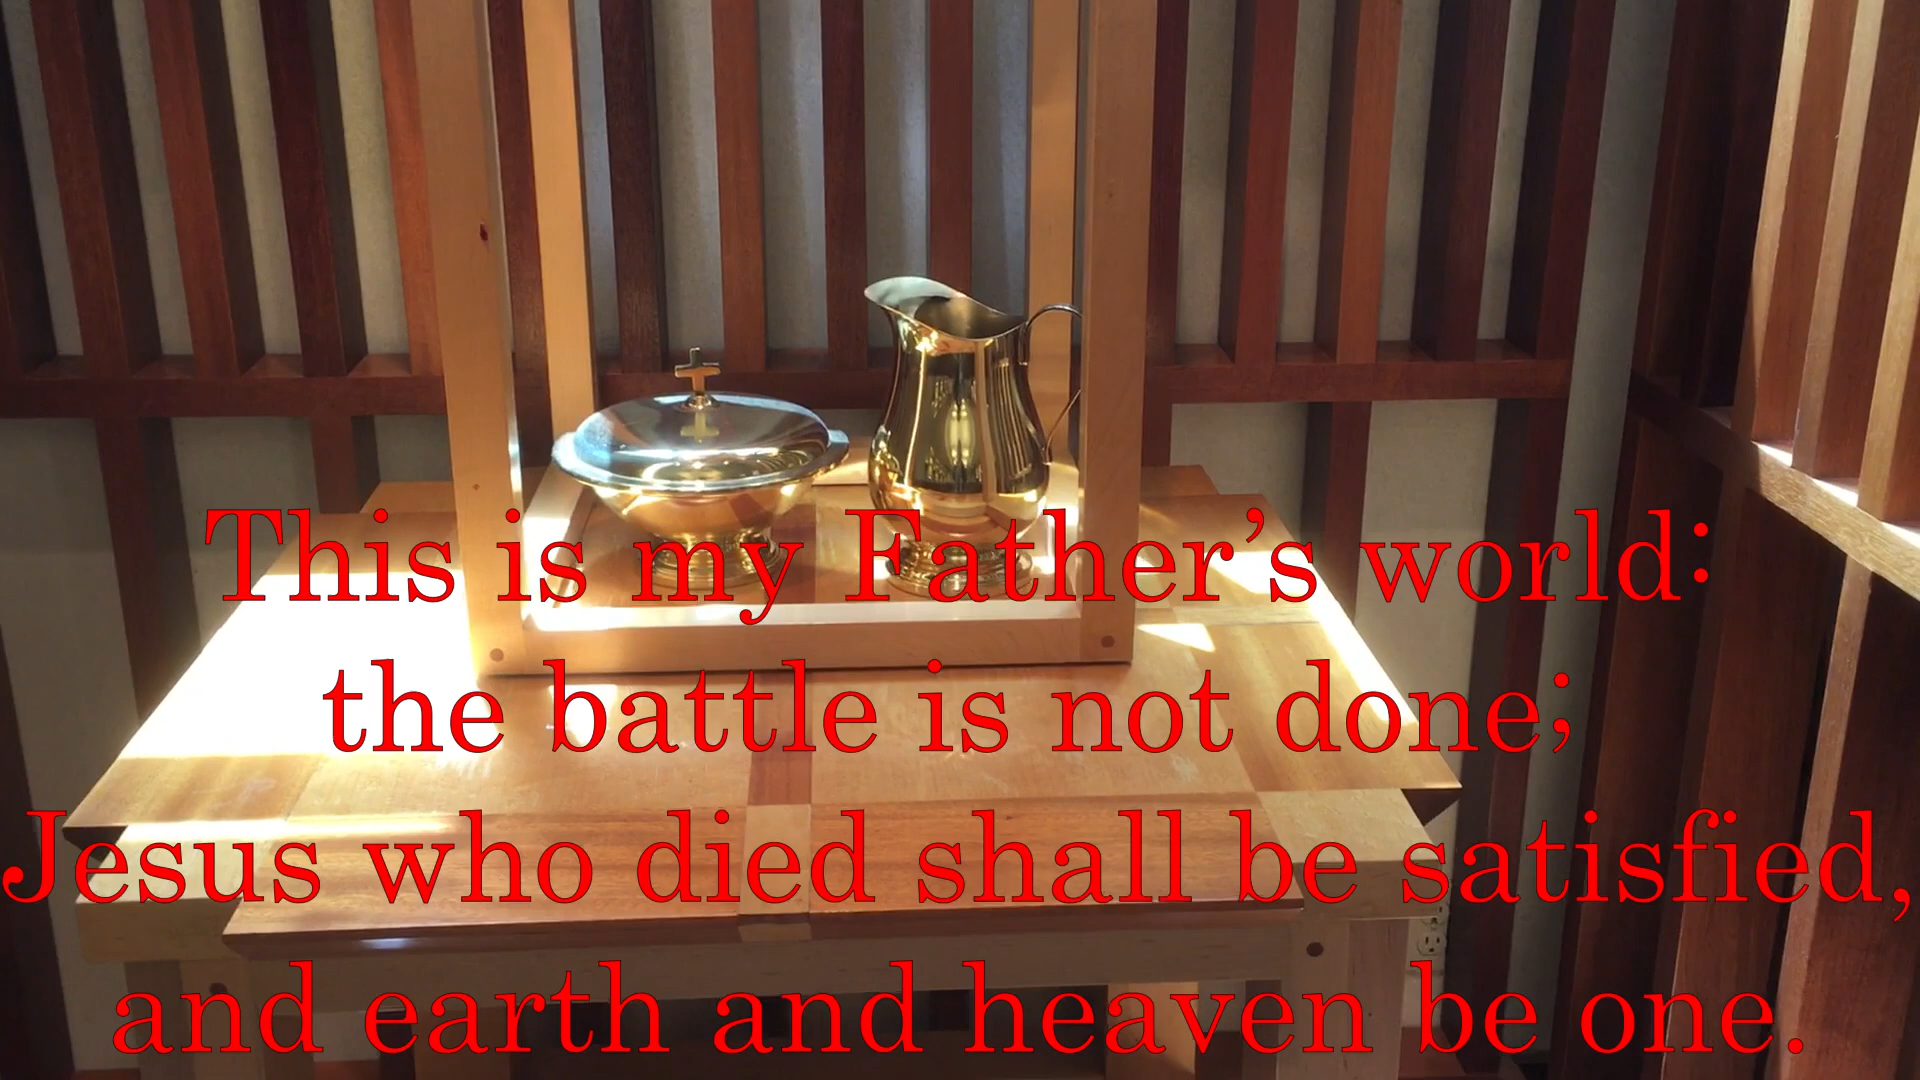 This is my Father’s world:
the battle is not done;
Jesus who died shall be satisfied,
and earth and heaven be one.